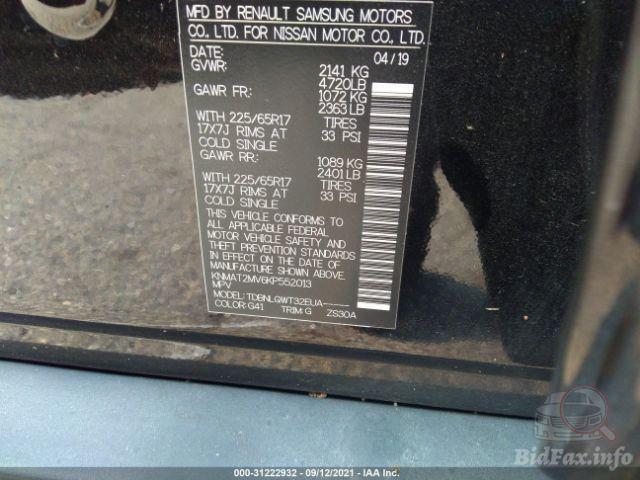 MFD BY RENAULT SAMSUNG MOTORS
CO., LTD. FOR NISSAN MOTOR CO., LTD.
DATE: 04/19
GVWR: 2141 KG
4720LB
GAWR FR: 1072 KG
2363 LB
WITH 225/65R17 TIRES
17X7J RIMS AT 33 PSI
COLD SINGLE
GAWR RR: 1089 KG
2401 LB
WITH 225/65R17 TIRES
17X7J RIMS AT 33 PSI
COLD SINGLE
THIS VEHICLE CONFORMS TO
ALL APPLICABLE FEDERAL
MOTOR VEHICLE SAFETY AND
THEFT PREVENTION STANDARDS
IN EFFECT ON THE DATE OF
MANUFACTURE SHOWN ABOVE.
KNMAT2MV6KP552013
MPV
MODEL: TDBNLGWT32EUA-----
COLOR: G41 TRIM: G ZS30A
BidFax.info
000-31222932 - 09/12/2021 - IAA Inc.